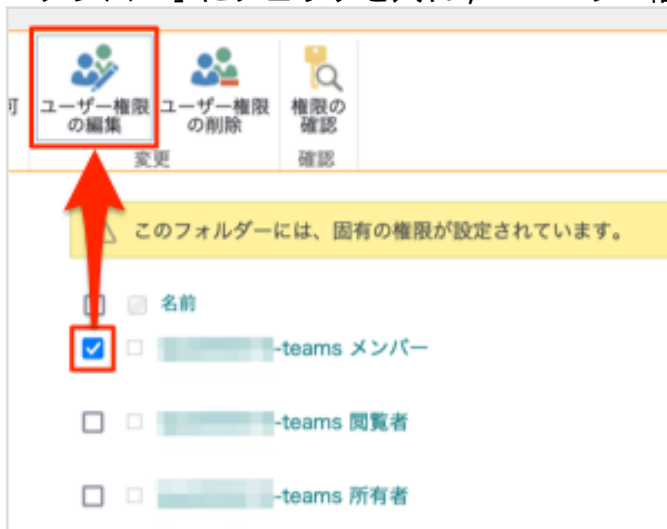 可 ユーザー権限 ユーザー権限 権限の
の編集 の削除 確認
変更 確認
このフォルダーには、固有の権限が設定されています。
名前
-teams メンバー
-teams 閲覧者
-teams 所有者